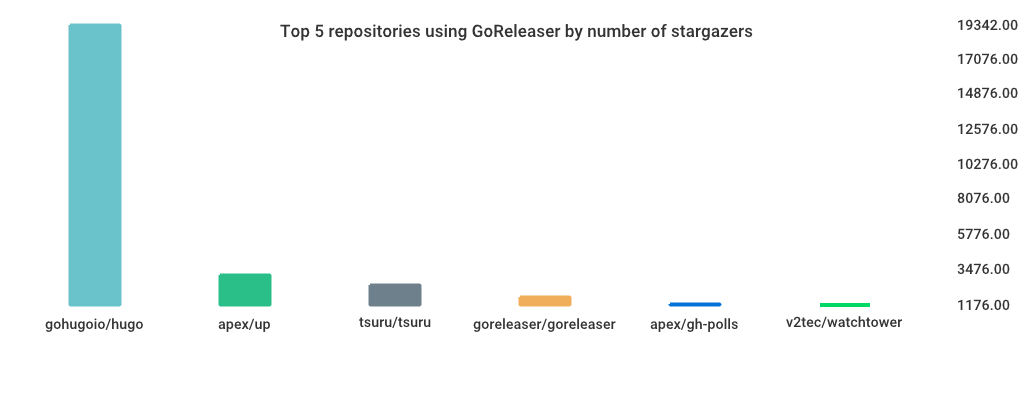 Top 5 repositories using GoReleaser by number of stargazers
19342.00
17076.00
14876.00
12576.00
10276.00
8076.00
5776.00
3476.00
1176.00
gohugoio/hugo
apex/up
tsuru/tsuru
goreleaser/goreleaser
apex/gh-polls
v2tec/watchtower